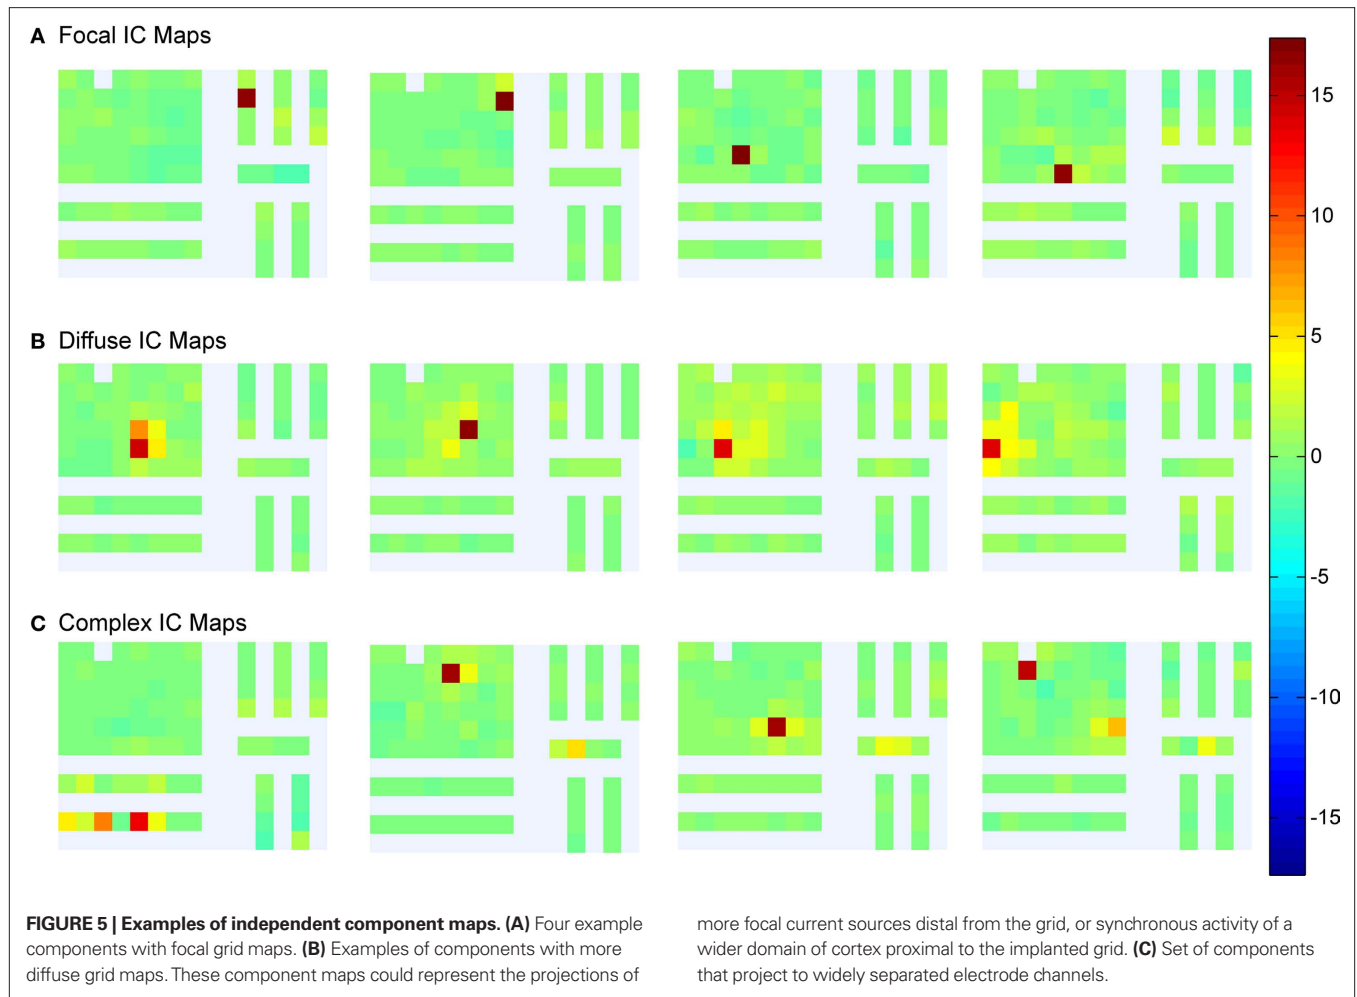 A Focal IC Maps
15
10
5
0
-5
-10
-15
B Diffuse IC Maps
C Complex IC Maps
FIGURE 5 | Examples of independent component maps. (A) Four example
components with focal grid maps. (B) Examples of components with more
diffuse grid maps. These component maps could represent the projections of
more focal current sources distal from the grid, or synchronous activity of a
wider domain of cortex proximal to the implanted grid. (C) Set of components
that project to widely separated electrode channels.